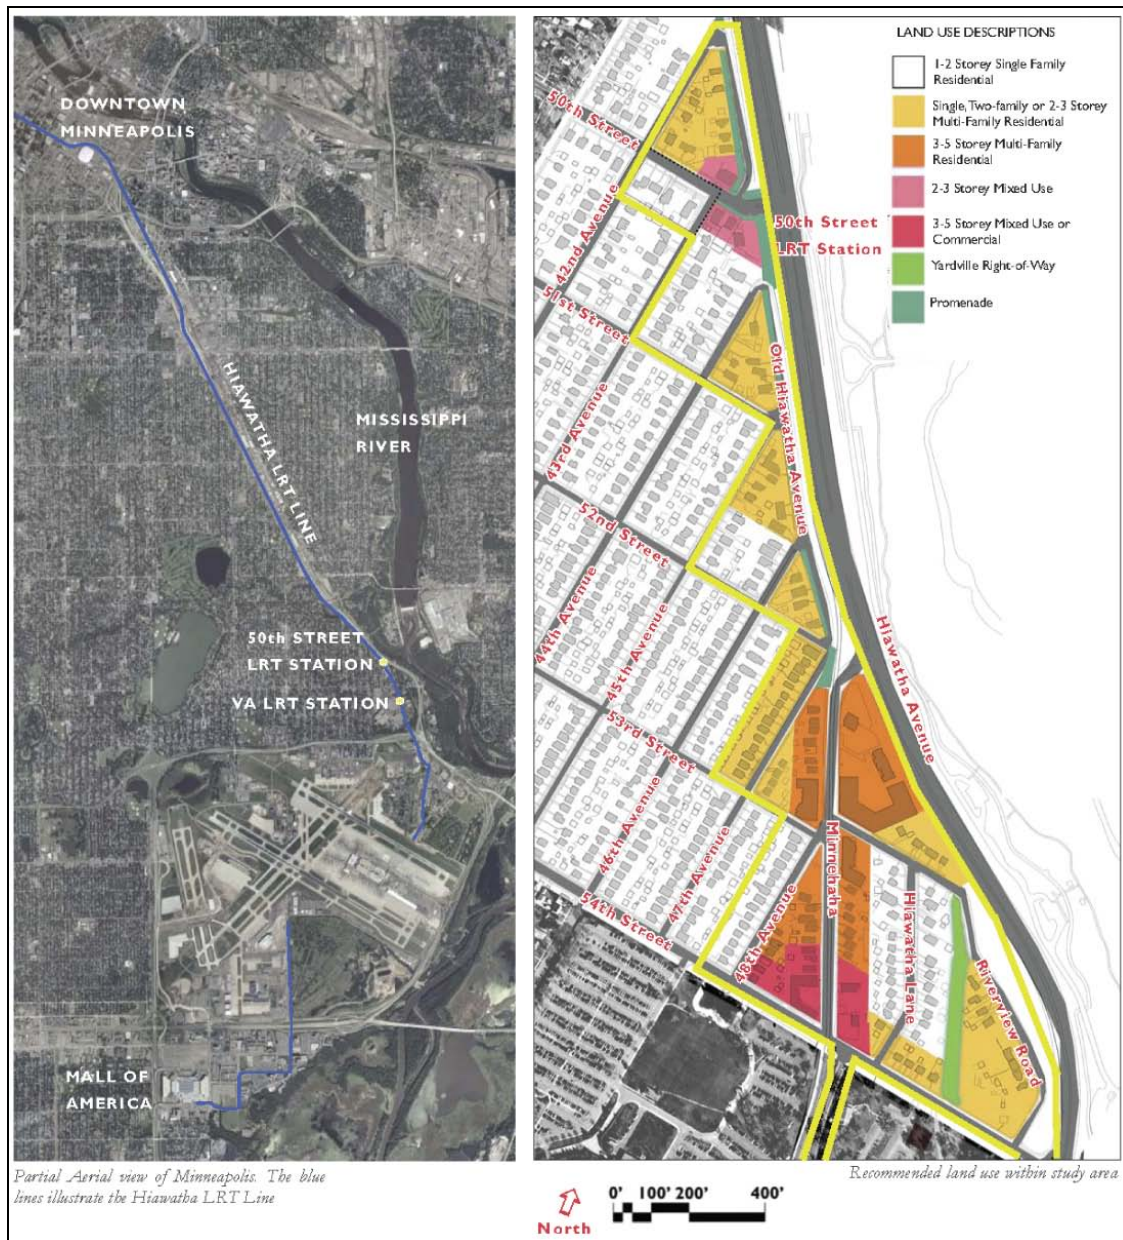 DOWNTOWN
MINNEAPOLIS
HIAWATHA LRT LINE
MISSISSIPPI
RIVER
50th STREET
LRT STATION
VA LRT STATION
MALL OF
AMERICA
Partial Aerial view of Minneapolis. The blue
lines illustrate the Hiawatha LRT Line
LAND USE DESCRIPTIONS
1-2 Storey Single Family
Residential
Single, Two-family or 2-3 Storey
Multi-Family Residential
3-5 Storey Multi-Family
Residential
2-3 Storey Mixed Use
3-5 Storey Mixed Use or
Commercial
Yardville Right-of-Way
Promenade
50th Street
50th Street
LRT Station
42nd Avenue
51st Street
Old Hiawatha Avenue
43rd Avenue
52nd Street
44th Avenue
45th Avenue
Hiawatha Avenue
53rd Street
46th Avenue
47th Avenue
Minnehaha
54th Street
48th Avenue
Hiawatha Lane
Riverview Road
Recommended land use within study area
North
0' 100' 200' 400'